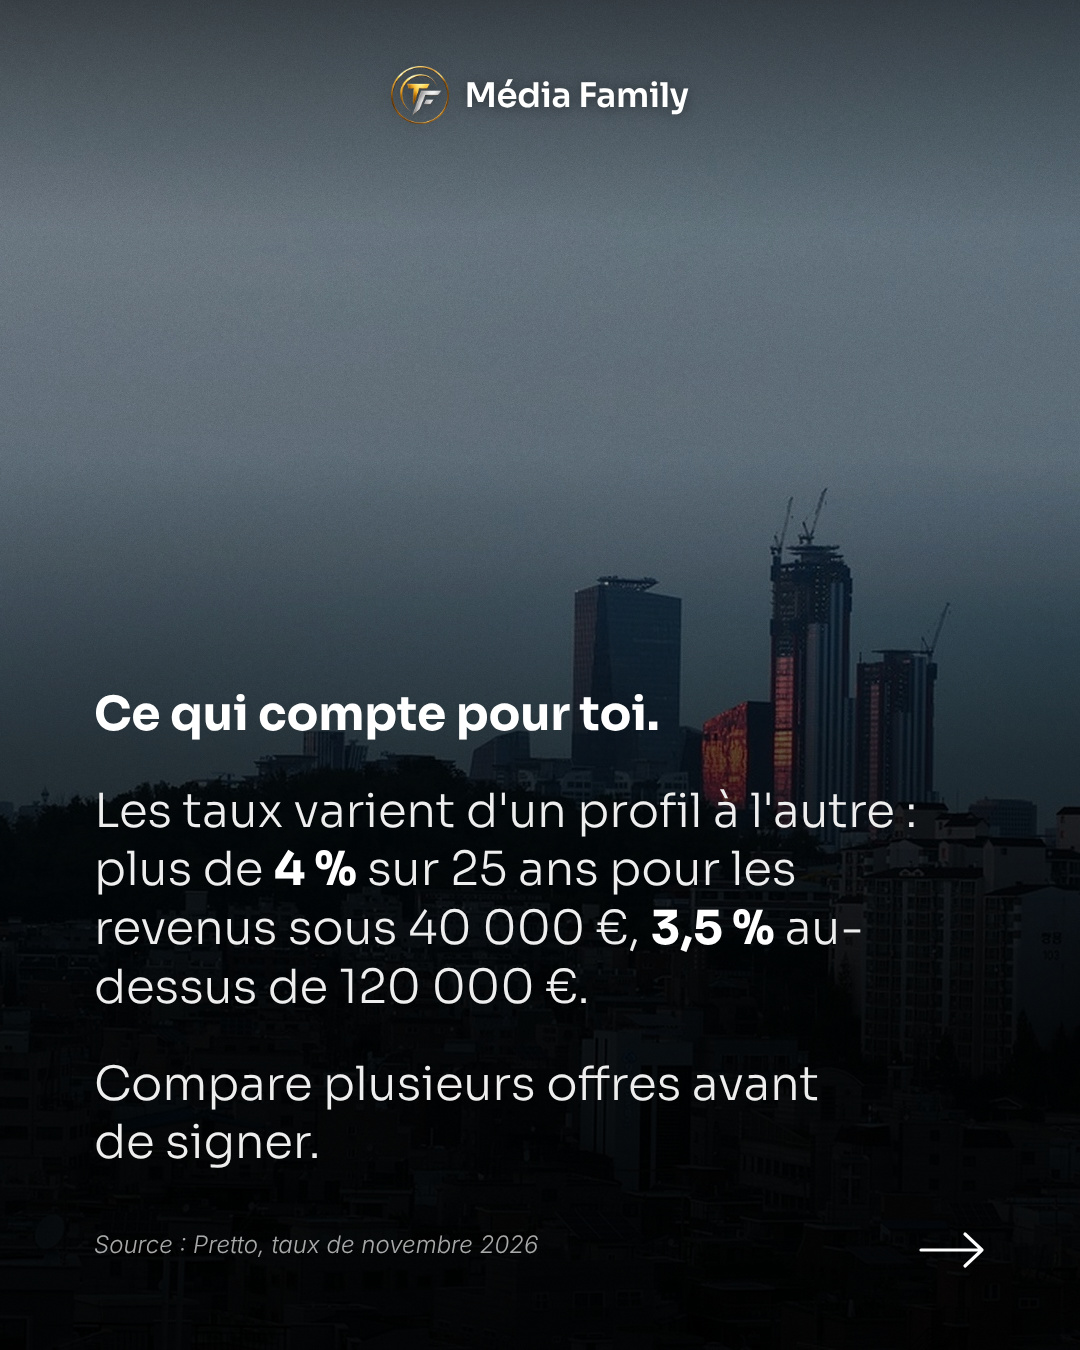 Média Family
Ce qui compte pour toi.
Les taux varient d'un profil à l'autre :
plus de 4 % sur 25 ans pour les
revenus sous 40 000 €, 3,5 % au-
dessus de 120 000 €.
Compare plusieurs offres avant
de signer.
Source : Pretto, taux de novembre 2026